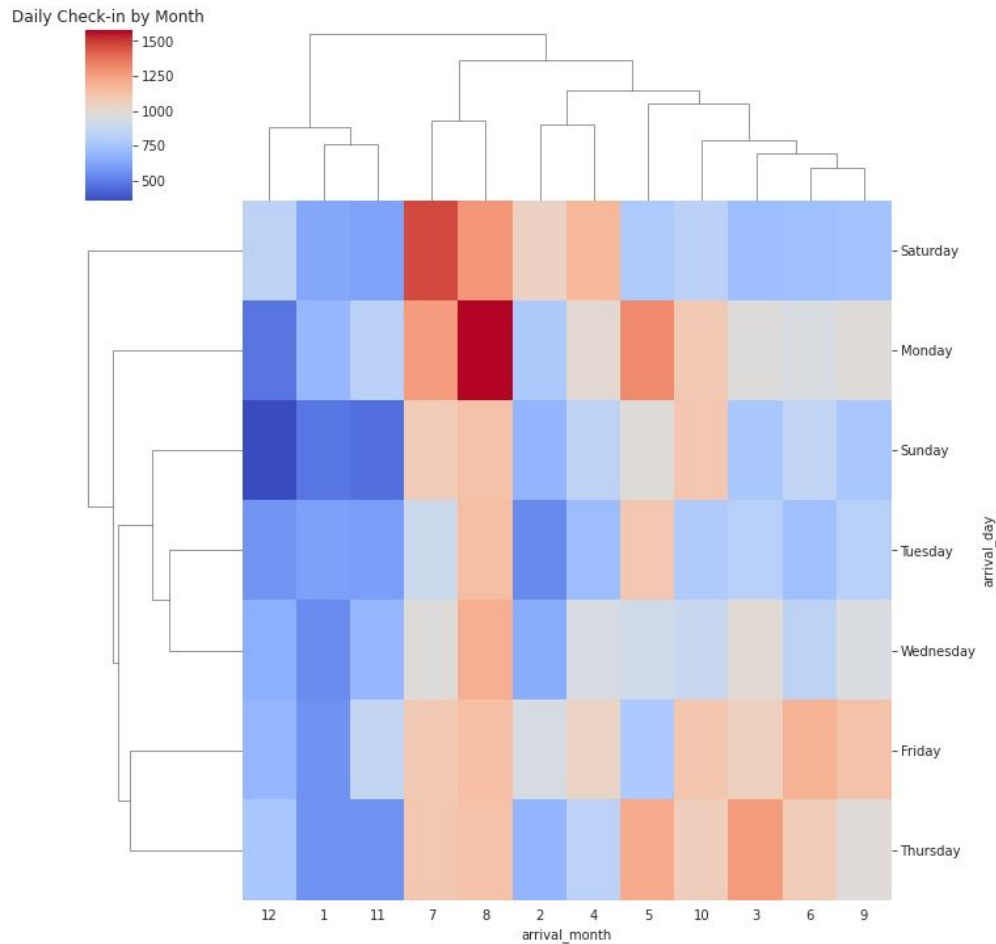 Daily Check-in by Month
1500
1250
1000
750
500
Saturday
Monday
Sunday
Tuesday
Wednesday
Friday
Thursday
arrival_day
12 1 11 7 8 2 4 5 10 3 6 9
arrival_month